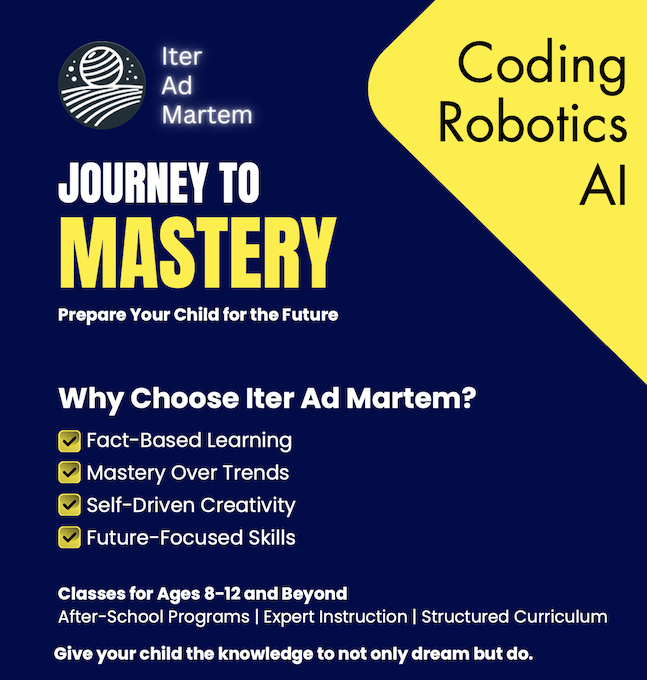 Iter
Ad
Martem
Coding
Robotics
AI
JOURNEY TO
MASTERY
Prepare Your Child for the Future
Why Choose Iter Ad Martem?
Fact-Based Learning
Mastery Over Trends
Self-Driven Creativity
Future-Focused Skills
Classes for Ages 8-12 and Beyond
After-School Programs | Expert Instruction | Structured Curriculum
Give your child the knowledge to not only dream but do.